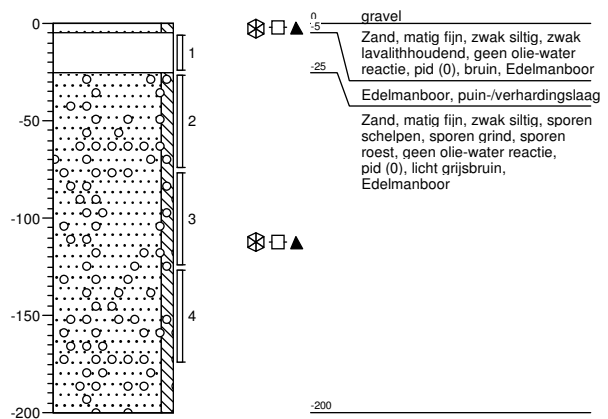 0
-50
-100
-150
-200
1
2
3
4
0
gravel
-5
Zand, matig fijn, zwak siltig, zwak
lavalithhoudend, geen olie-water
reactie, pid (0), bruin, Edelmanboor
-25
Edelmanboor, puin-/verhardingslaag
Zand, matig fijn, zwak siltig, sporen
schelpen, sporen grind, sporen
roest, geen olie-water reactie,
pid (0), licht grijsbruin,
Edelmanboor
-200